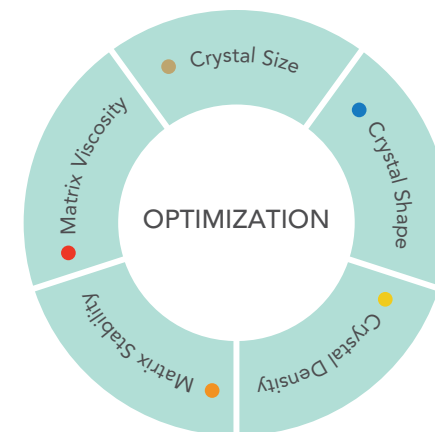 Crystal Size
Crystal Shape
Crystal Density
Matrix Stability
Matrix Viscosity
OPTIMIZATION